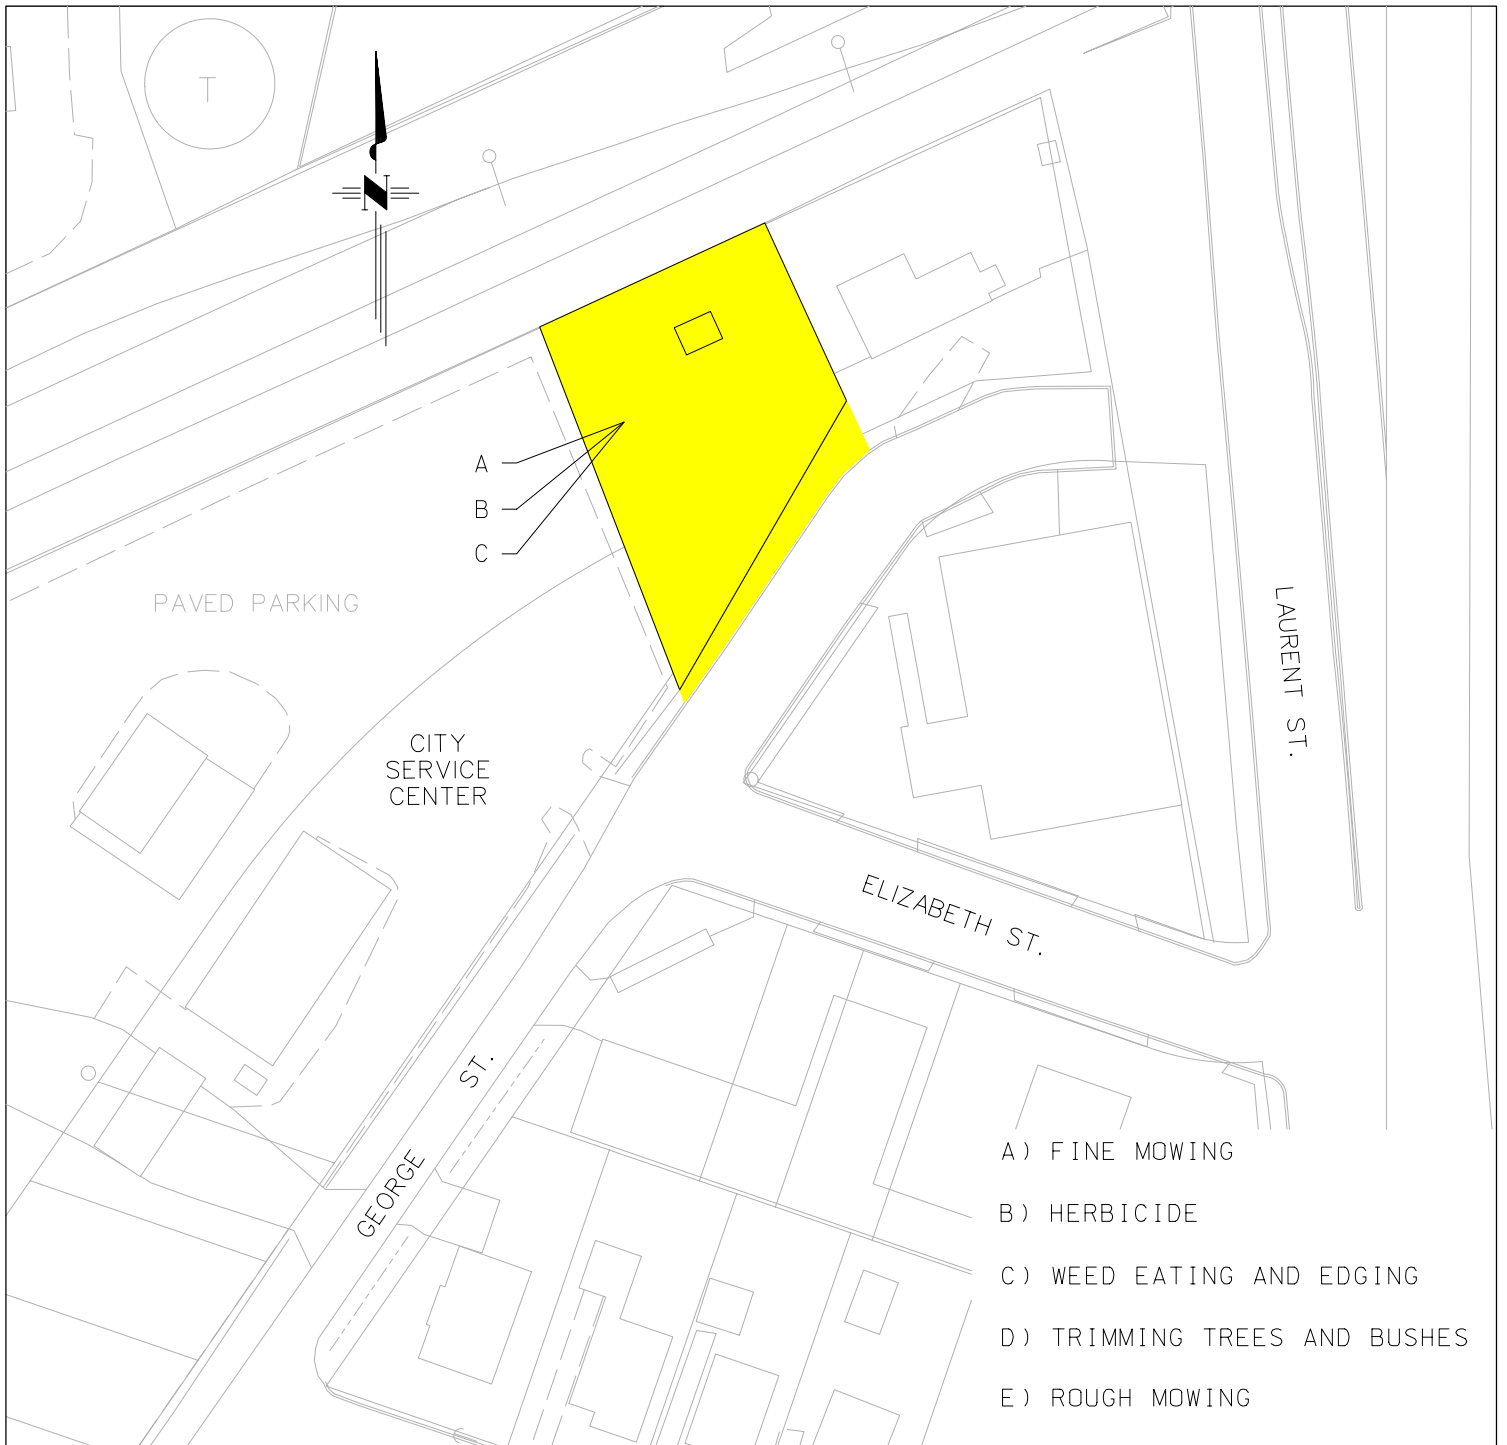 T
N
A
B
C
PAVED PARKING
LAURENT ST.
CITY
SERVICE
CENTER
ELIZABETH ST.
GEORGE ST.
A) FINE MOWING
B) HERBICIDE
C) WEED EATING AND EDGING
D) TRIMMING TREES AND BUSHES
E) ROUGH MOWING